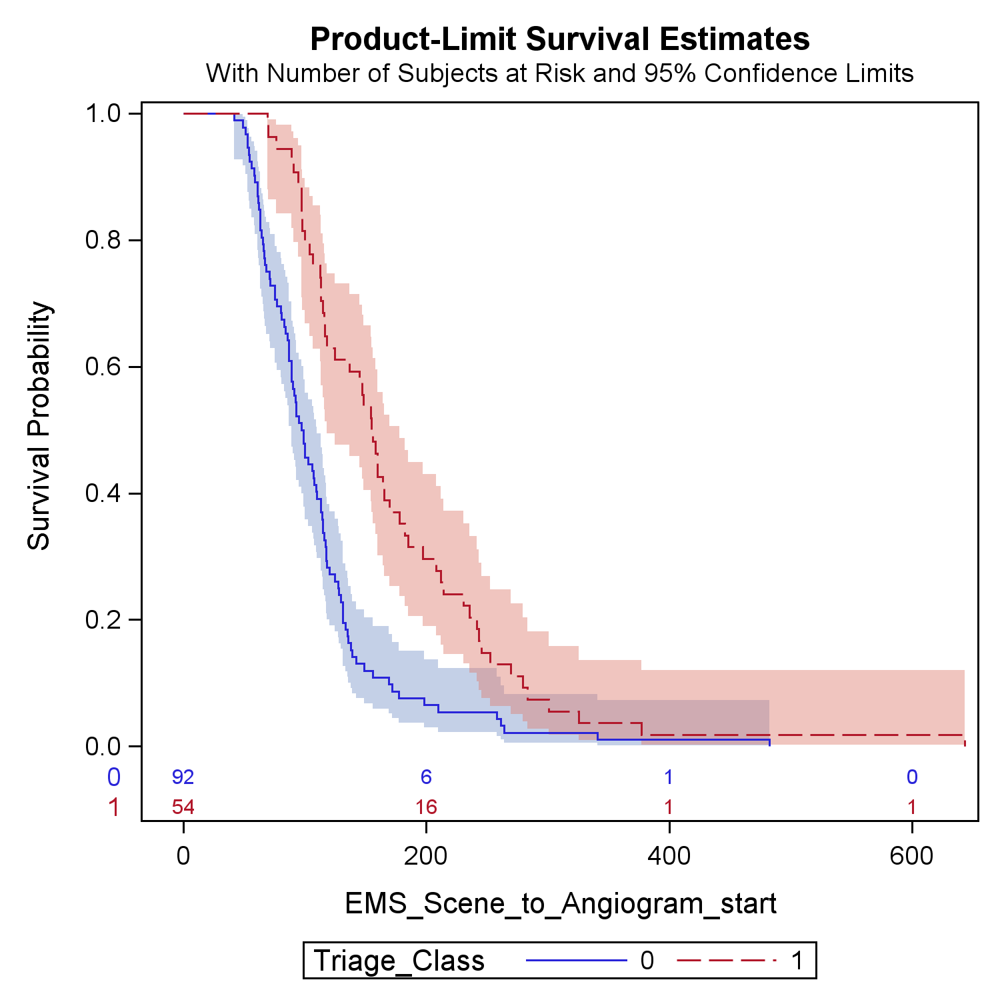 Product-Limit Survival Estimates
With Number of Subjects at Risk and 95% Confidence Limits
Survival Probability
1.0
0.8
0.6
0.4
0.2
0.0
0 92 6 1 0
1 54 16 1 1
0 200 400 600
EMS_Scene_to_Angiogram_start
Triage_Class 0 1